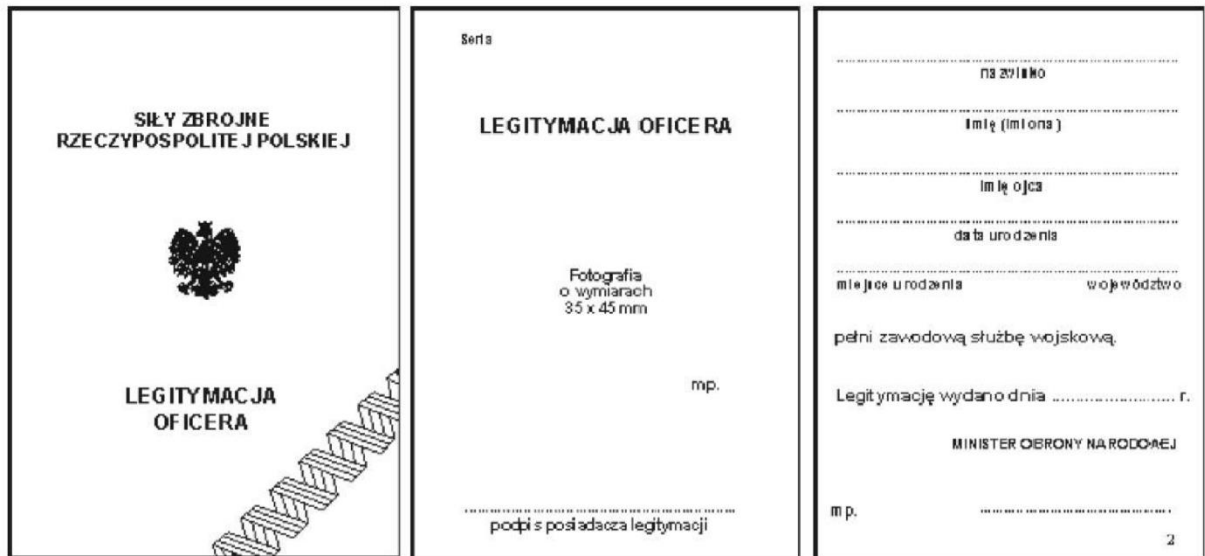 SIŁY ZBROJNE
RZECZYPOSPOLITEJ POLSKIEJ
LEGITYMACJA
OFICERA
Seria
LEGITYMACJA OFICERA
Fotografia
o wymiarach
35 x 45 mm
mp.
podpis posiadacza legitymacji
nazwisko
imię (imiona)
imię ojca
data urodzenia
miejsce urodzenia województwo
pełni zawodową służbę wojskową.
Legitymację wydano dnia ............................ r.
MINISTER OBRONY NARODOWEJ
mp.
2